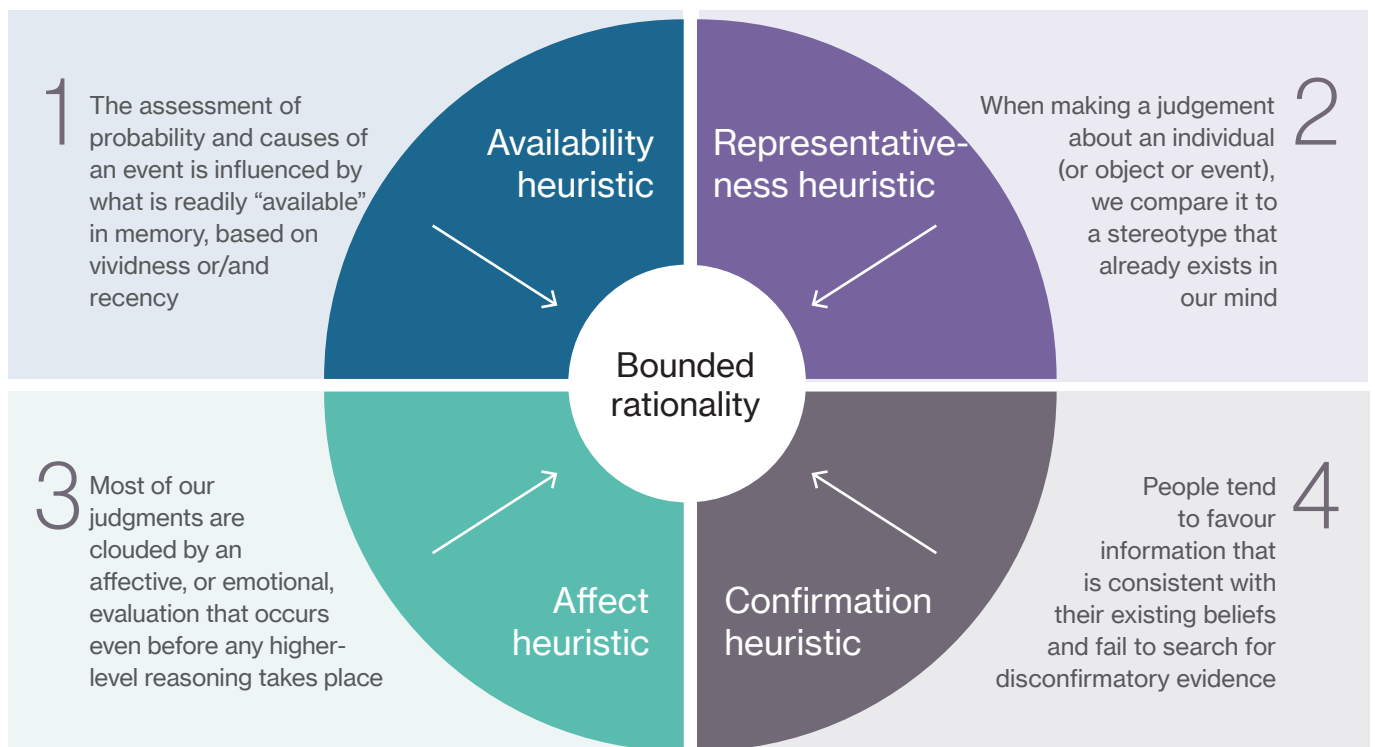 1
The assessment of
probability and causes of
an event is influenced by
what is readily “available”
in memory, based on
vividness or/and
recency
Availability
heuristic
Representative-
ness heuristic
2
When making a judgement
about an individual
(or object or event),
we compare it to
a stereotype that
already exists in
our mind
Bounded
rationality
3
Most of our
judgments are
clouded by an
affective, or emotional,
evaluation that occurs
even before any higher-
level reasoning takes place
Affect
heuristic
Confirmation
heuristic
4
People tend
to favour
information that
is consistent with
their existing beliefs
and fail to search for
disconfirmatory evidence